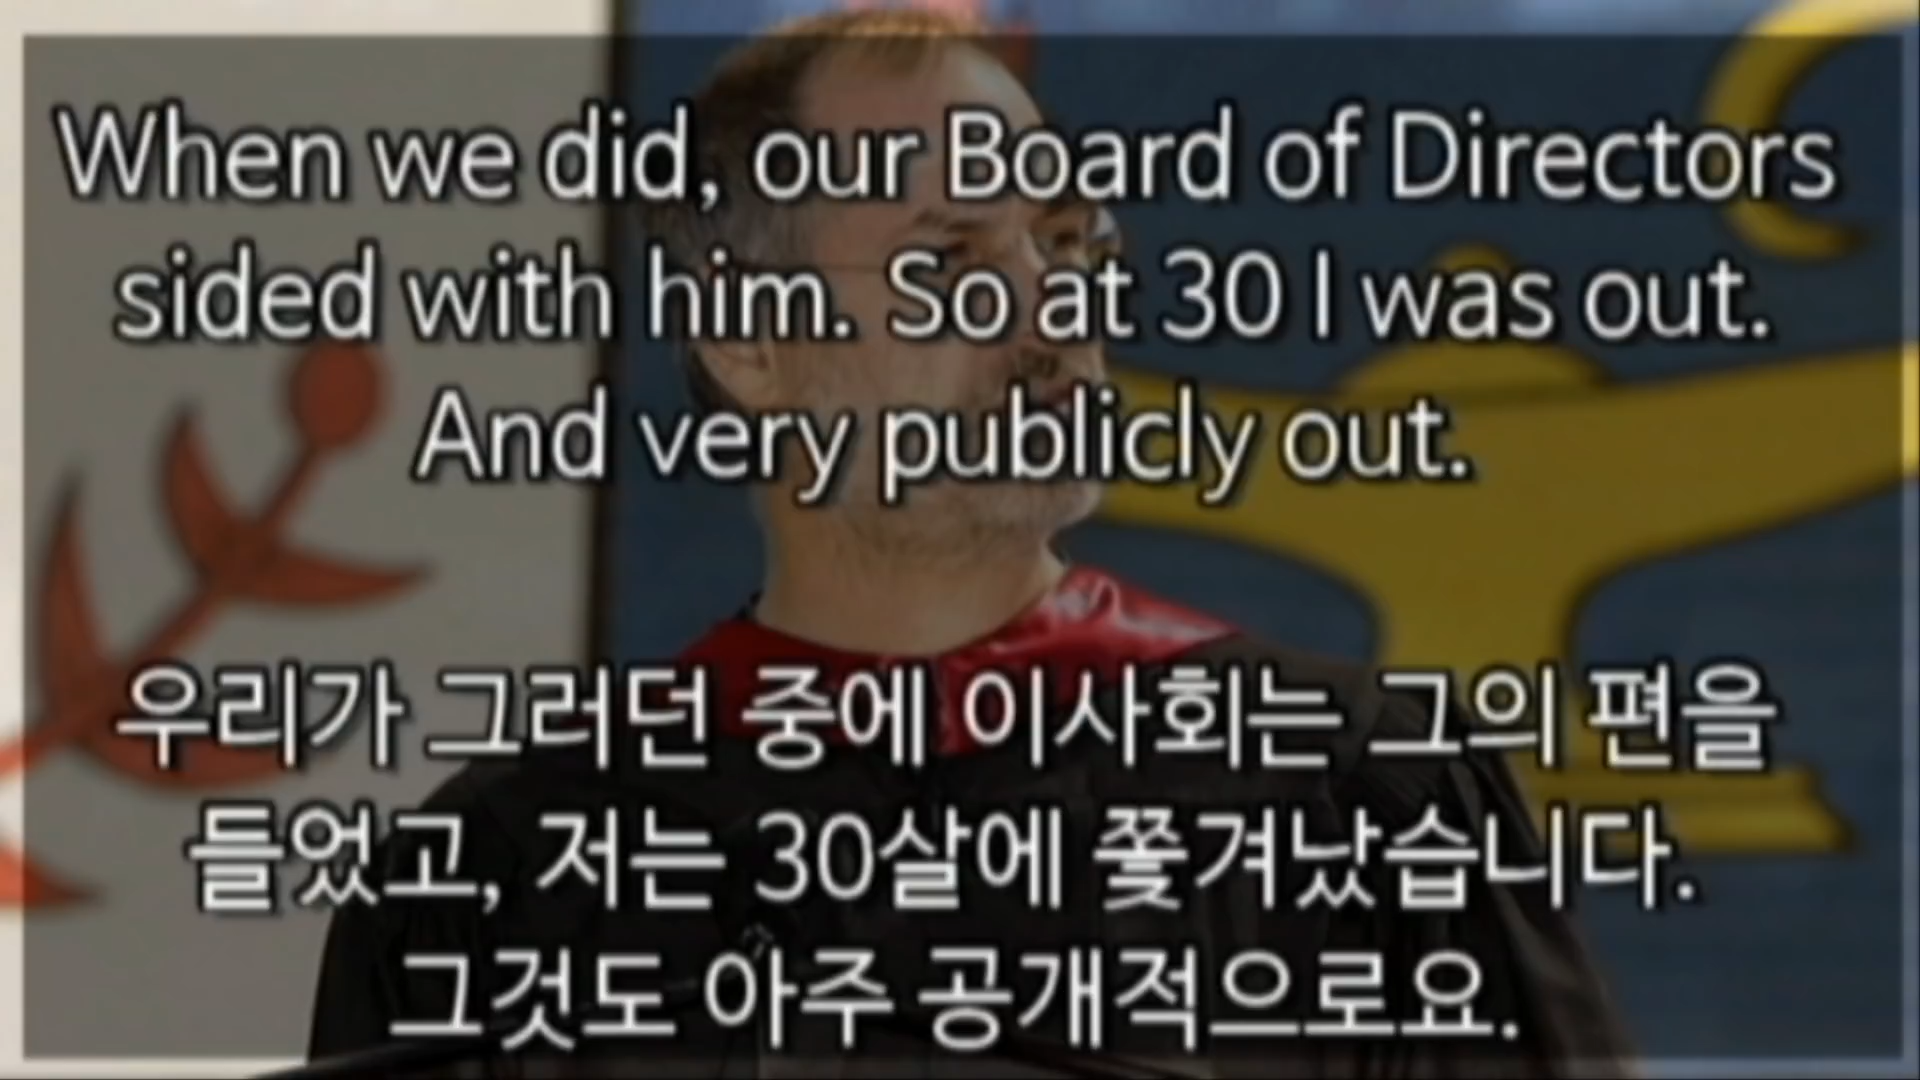 When we did, our Board of Directors
sided with him. So at 30 I was out.
And very publicly out.
우리가 그러던 중에 이사회는 그의 편을
들었고, 저는 30살에 쫓겨났습니다.
그것도 아주 공개적으로요.